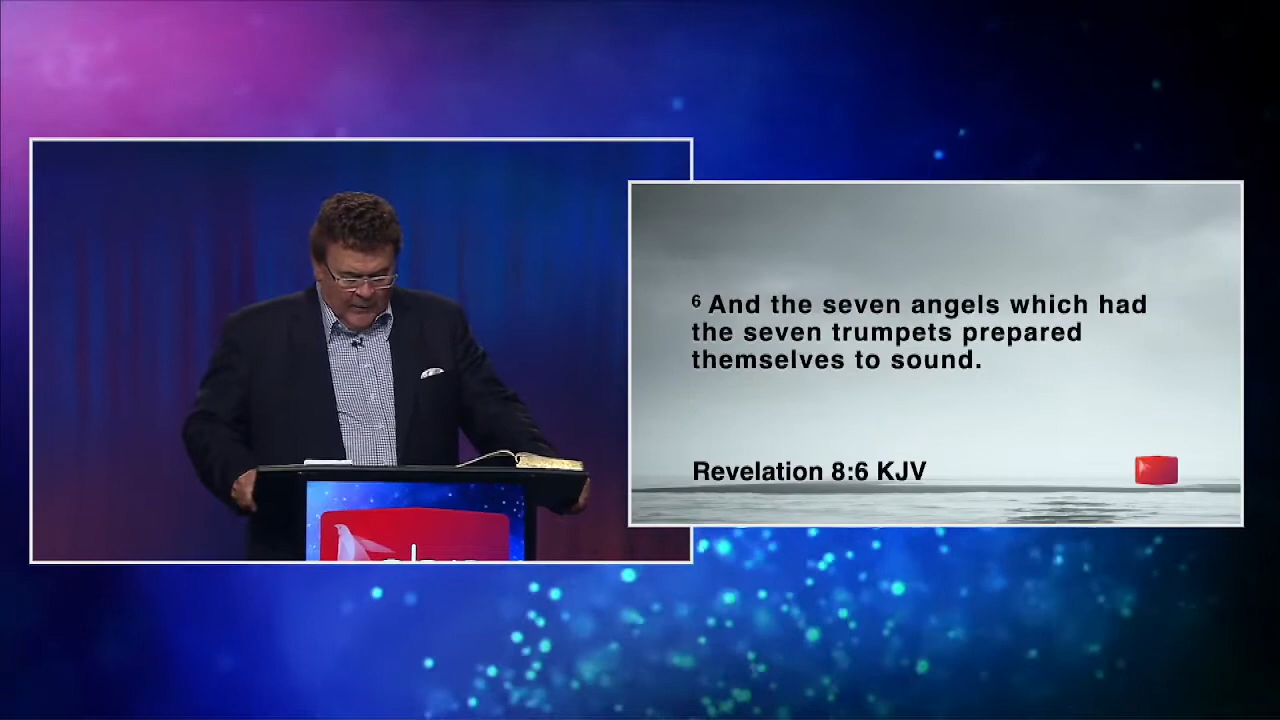 ⁶ And the seven angels which had
the seven trumpets prepared
themselves to sound.
Revelation 8:6 KJV